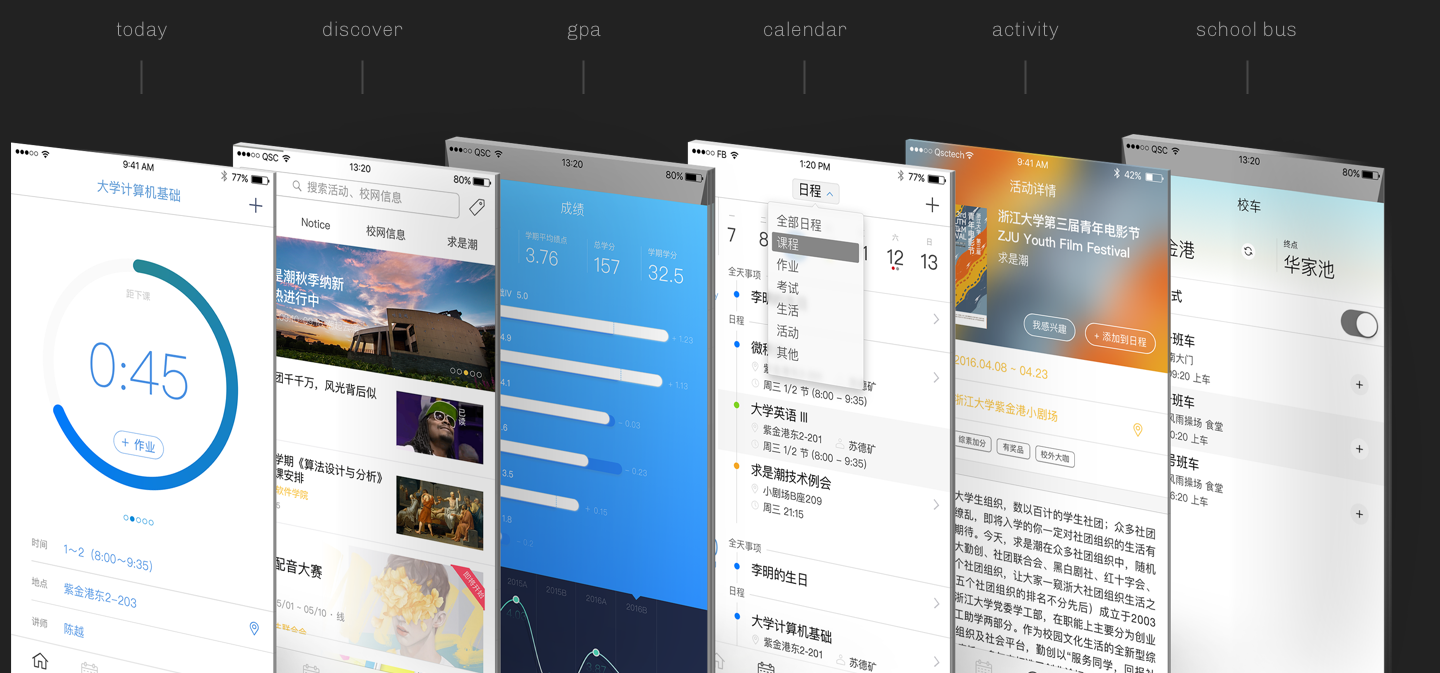 today
discover
gpa
calendar
activity
school bus
9:41 AM
77%
大学计算机基础
距下课
0:45
+ 作业
时间
1~2（8:00~9:35）
地点
紫金港东2-203
讲师
陈越
QSC
13:20
80%
搜索活动、校网信息
Notice
校网信息
求是潮
是潮秋季纳新
热进行中
团千千万，风光背后似
学期《算法设计与分析》
课安排
软件学院
配音大赛
即将开始
5/01 - 05/10 · 线
QSC
13:20
80%
成绩
学期平均绩点
总学分
学期学分
3.76
157
32.5
5.0
+ 1.23
4.9
+ 1.13
4.1
- 0.03
- 0.23
3.5
+ 0.15
1.8
2015A
2015B
2016A
2016B
FB
1:20 PM
77%
日程
全部日程
课程
作业
考试
生活
活动
其他
一
六
日
7
8
12
13
全天事项
李明
日程
微积
周三 1/2 节 (8:00 - 9:35)
大学英语 III
紫金港东2-201
苏德矿
周三 1/2 节 (8:00 - 9:35)
求是潮技术例会
小剧场B座209
周三 21:15
全天事项
李明的生日
日程
大学计算机基础
紫金港东2-201
苏德矿
Qsctech
9:41 AM
42%
活动详情
浙江大学第三届青年电影节
ZJU Youth Film Festival
求是潮
我感兴趣
+ 添加到日程
2016.04.08 - 04.23
浙江大学紫金港小剧场
综素加分
有奖品
校外大咖
大学生组织，数以百计的学生社团；众多社团
缭乱，即将入学的你一定对社团组织的生活有
期待。今天，求是潮在众多社团组织中，随机
大勤创、社团联合会、黑白剧社、红十字会、
五个社团组织，让大家一窥浙大社团组织生活之
五个社团组织的排名不分先后）成立于2003
浙江大学党委学工部，在职能上主要分为创业
工助学两部分。作为校园文化生活的全新型综
组织及社会平台，勤创以“服务同学，回报社
QSC
13:20
80%
校车
金港
终点
华家池
式
班车
南大门
09:20 上车
班车
风雨操场 食堂
0:20 上车
号班车
风雨操场 食堂
6:20 上车